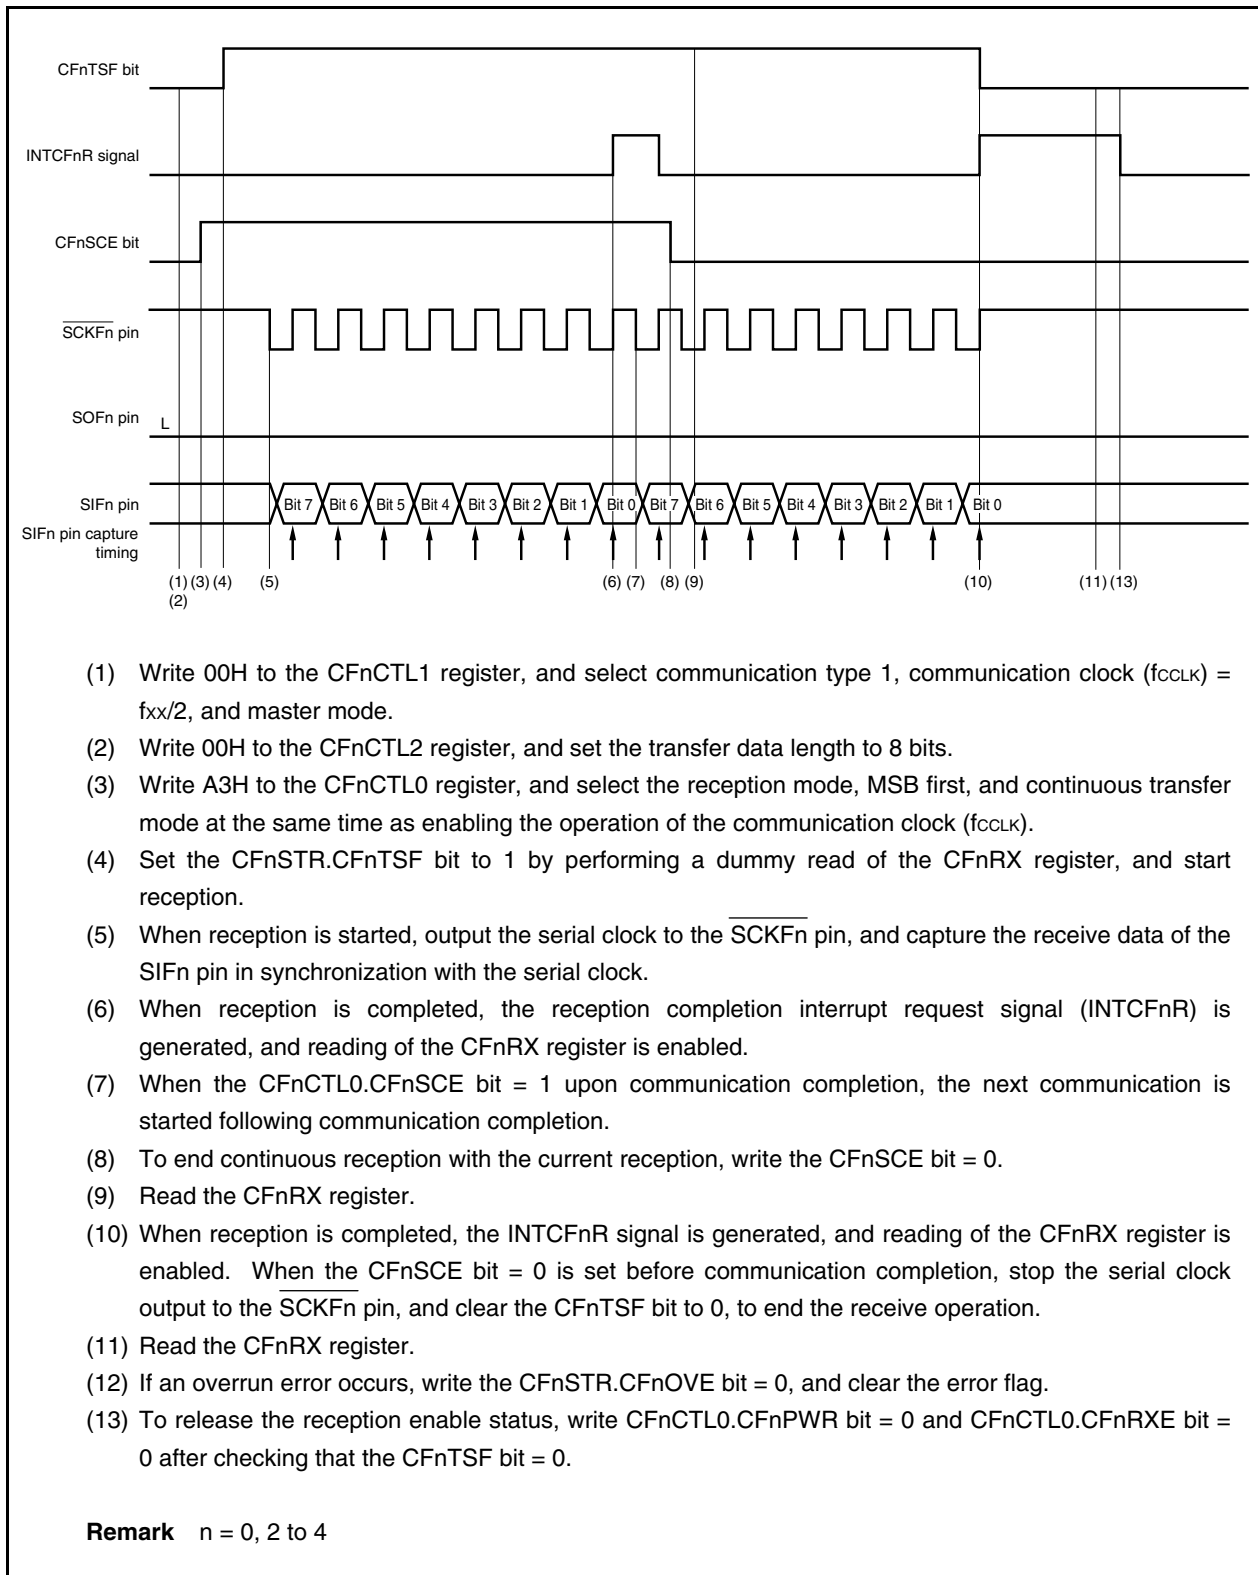 CFnTSF bit
INTCFnR signal
CFnSCE bit
SCKFn pin
SOFn pin L
SIFn pin Bit 7 Bit 6 Bit 5 Bit 4 Bit 3 Bit 2 Bit 1 Bit 0 Bit 7 Bit 6 Bit 5 Bit 4 Bit 3 Bit 2 Bit 1 Bit 0
SIFn pin capture
timing
(1) (3) (4) (5) (6) (7) (8) (9) (10) (11) (13)
(2)
(1) Write 00H to the CFnCTL1 register, and select communication type 1, communication clock (fCCLK) =
fxx/2, and master mode.
(2) Write 00H to the CFnCTL2 register, and set the transfer data length to 8 bits.
(3) Write A3H to the CFnCTL0 register, and select the reception mode, MSB first, and continuous transfer
mode at the same time as enabling the operation of the communication clock (fCCLK).
(4) Set the CFnSTR.CFnTSF bit to 1 by performing a dummy read of the CFnRX register, and start
reception.
(5) When reception is started, output the serial clock to the SCKFn pin, and capture the receive data of the
SIFn pin in synchronization with the serial clock.
(6) When reception is completed, the reception completion interrupt request signal (INTCFnR) is
generated, and reading of the CFnRX register is enabled.
(7) When the CFnCTL0.CFnSCE bit = 1 upon communication completion, the next communication is
started following communication completion.
(8) To end continuous reception with the current reception, write the CFnSCE bit = 0.
(9) Read the CFnRX register.
(10) When reception is completed, the INTCFnR signal is generated, and reading of the CFnRX register is
enabled. When the CFnSCE bit = 0 is set before communication completion, stop the serial clock
output to the SCKFn pin, and clear the CFnTSF bit to 0, to end the receive operation.
(11) Read the CFnRX register.
(12) If an overrun error occurs, write the CFnSTR.CFnOVE bit = 0, and clear the error flag.
(13) To release the reception enable status, write CFnCTL0.CFnPWR bit = 0 and CFnCTL0.CFnRXE bit =
0 after checking that the CFnTSF bit = 0.
Remark n = 0, 2 to 4